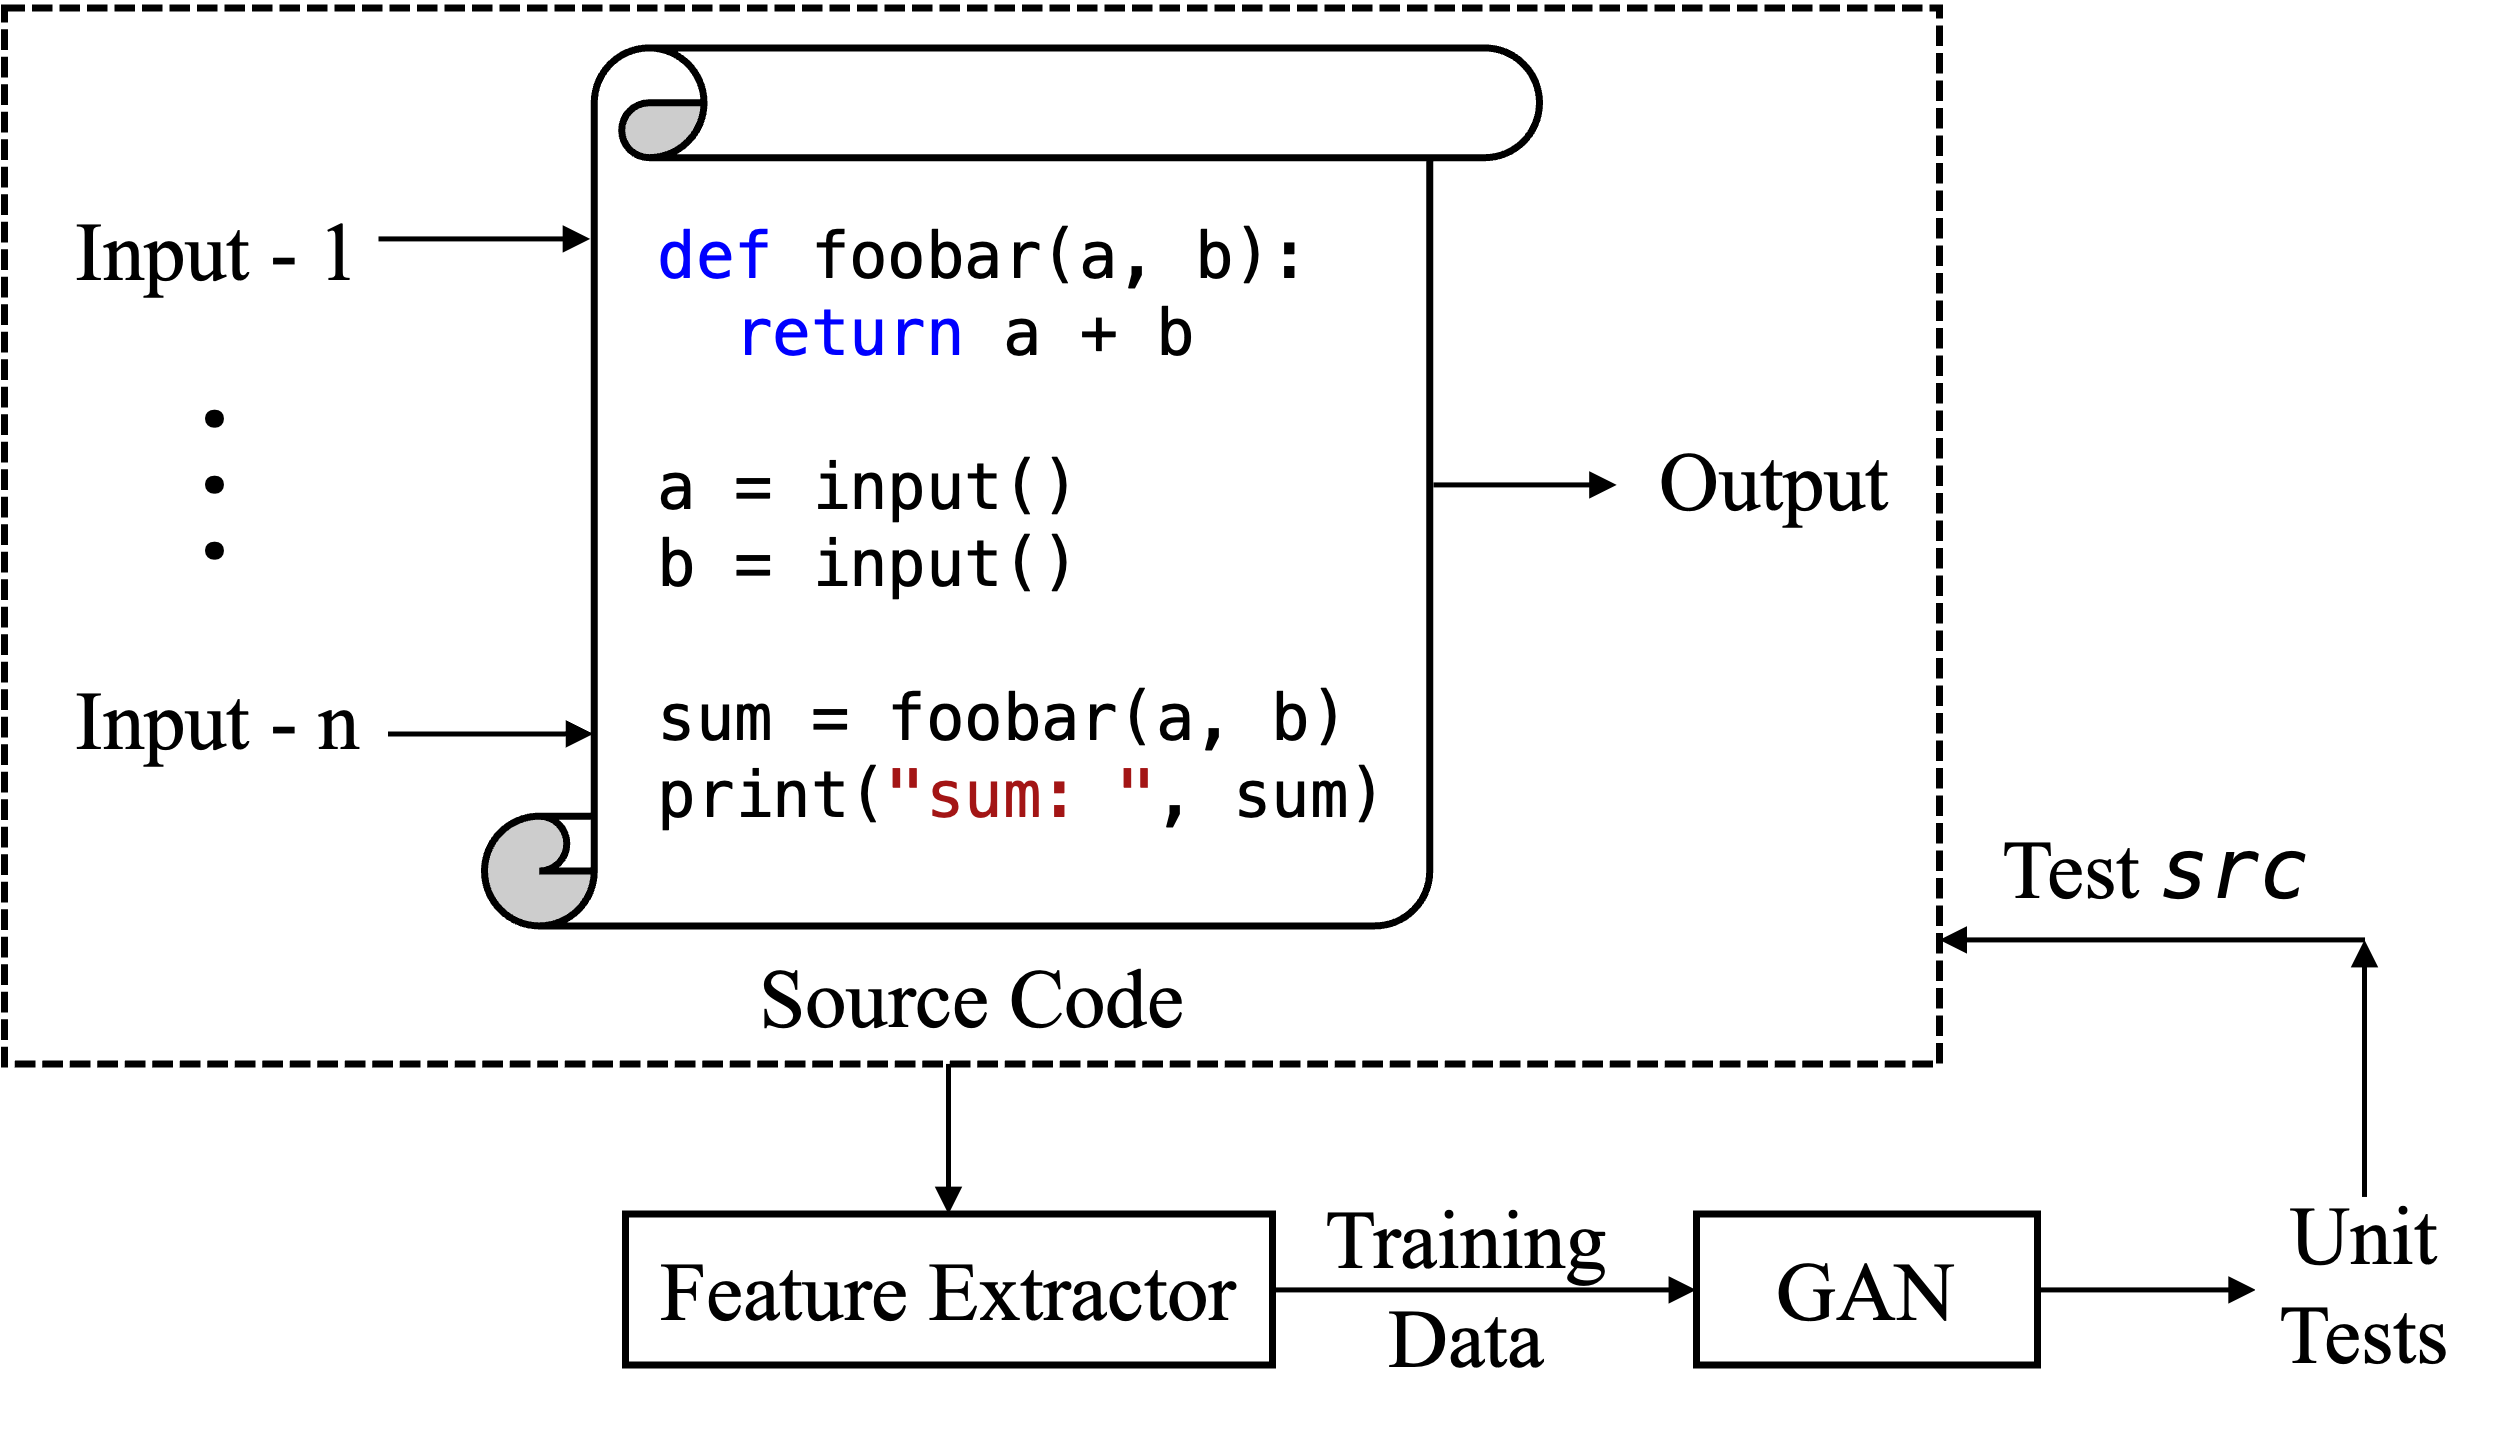 Input - 1
Input - n
def foobar(a, b):
  return a + b
a = input()
b = input()
sum = foobar(a, b)
print("sum: ", sum)
Output
Source Code
Test src
Feature Extractor
Training
Data
GAN
Unit
Tests